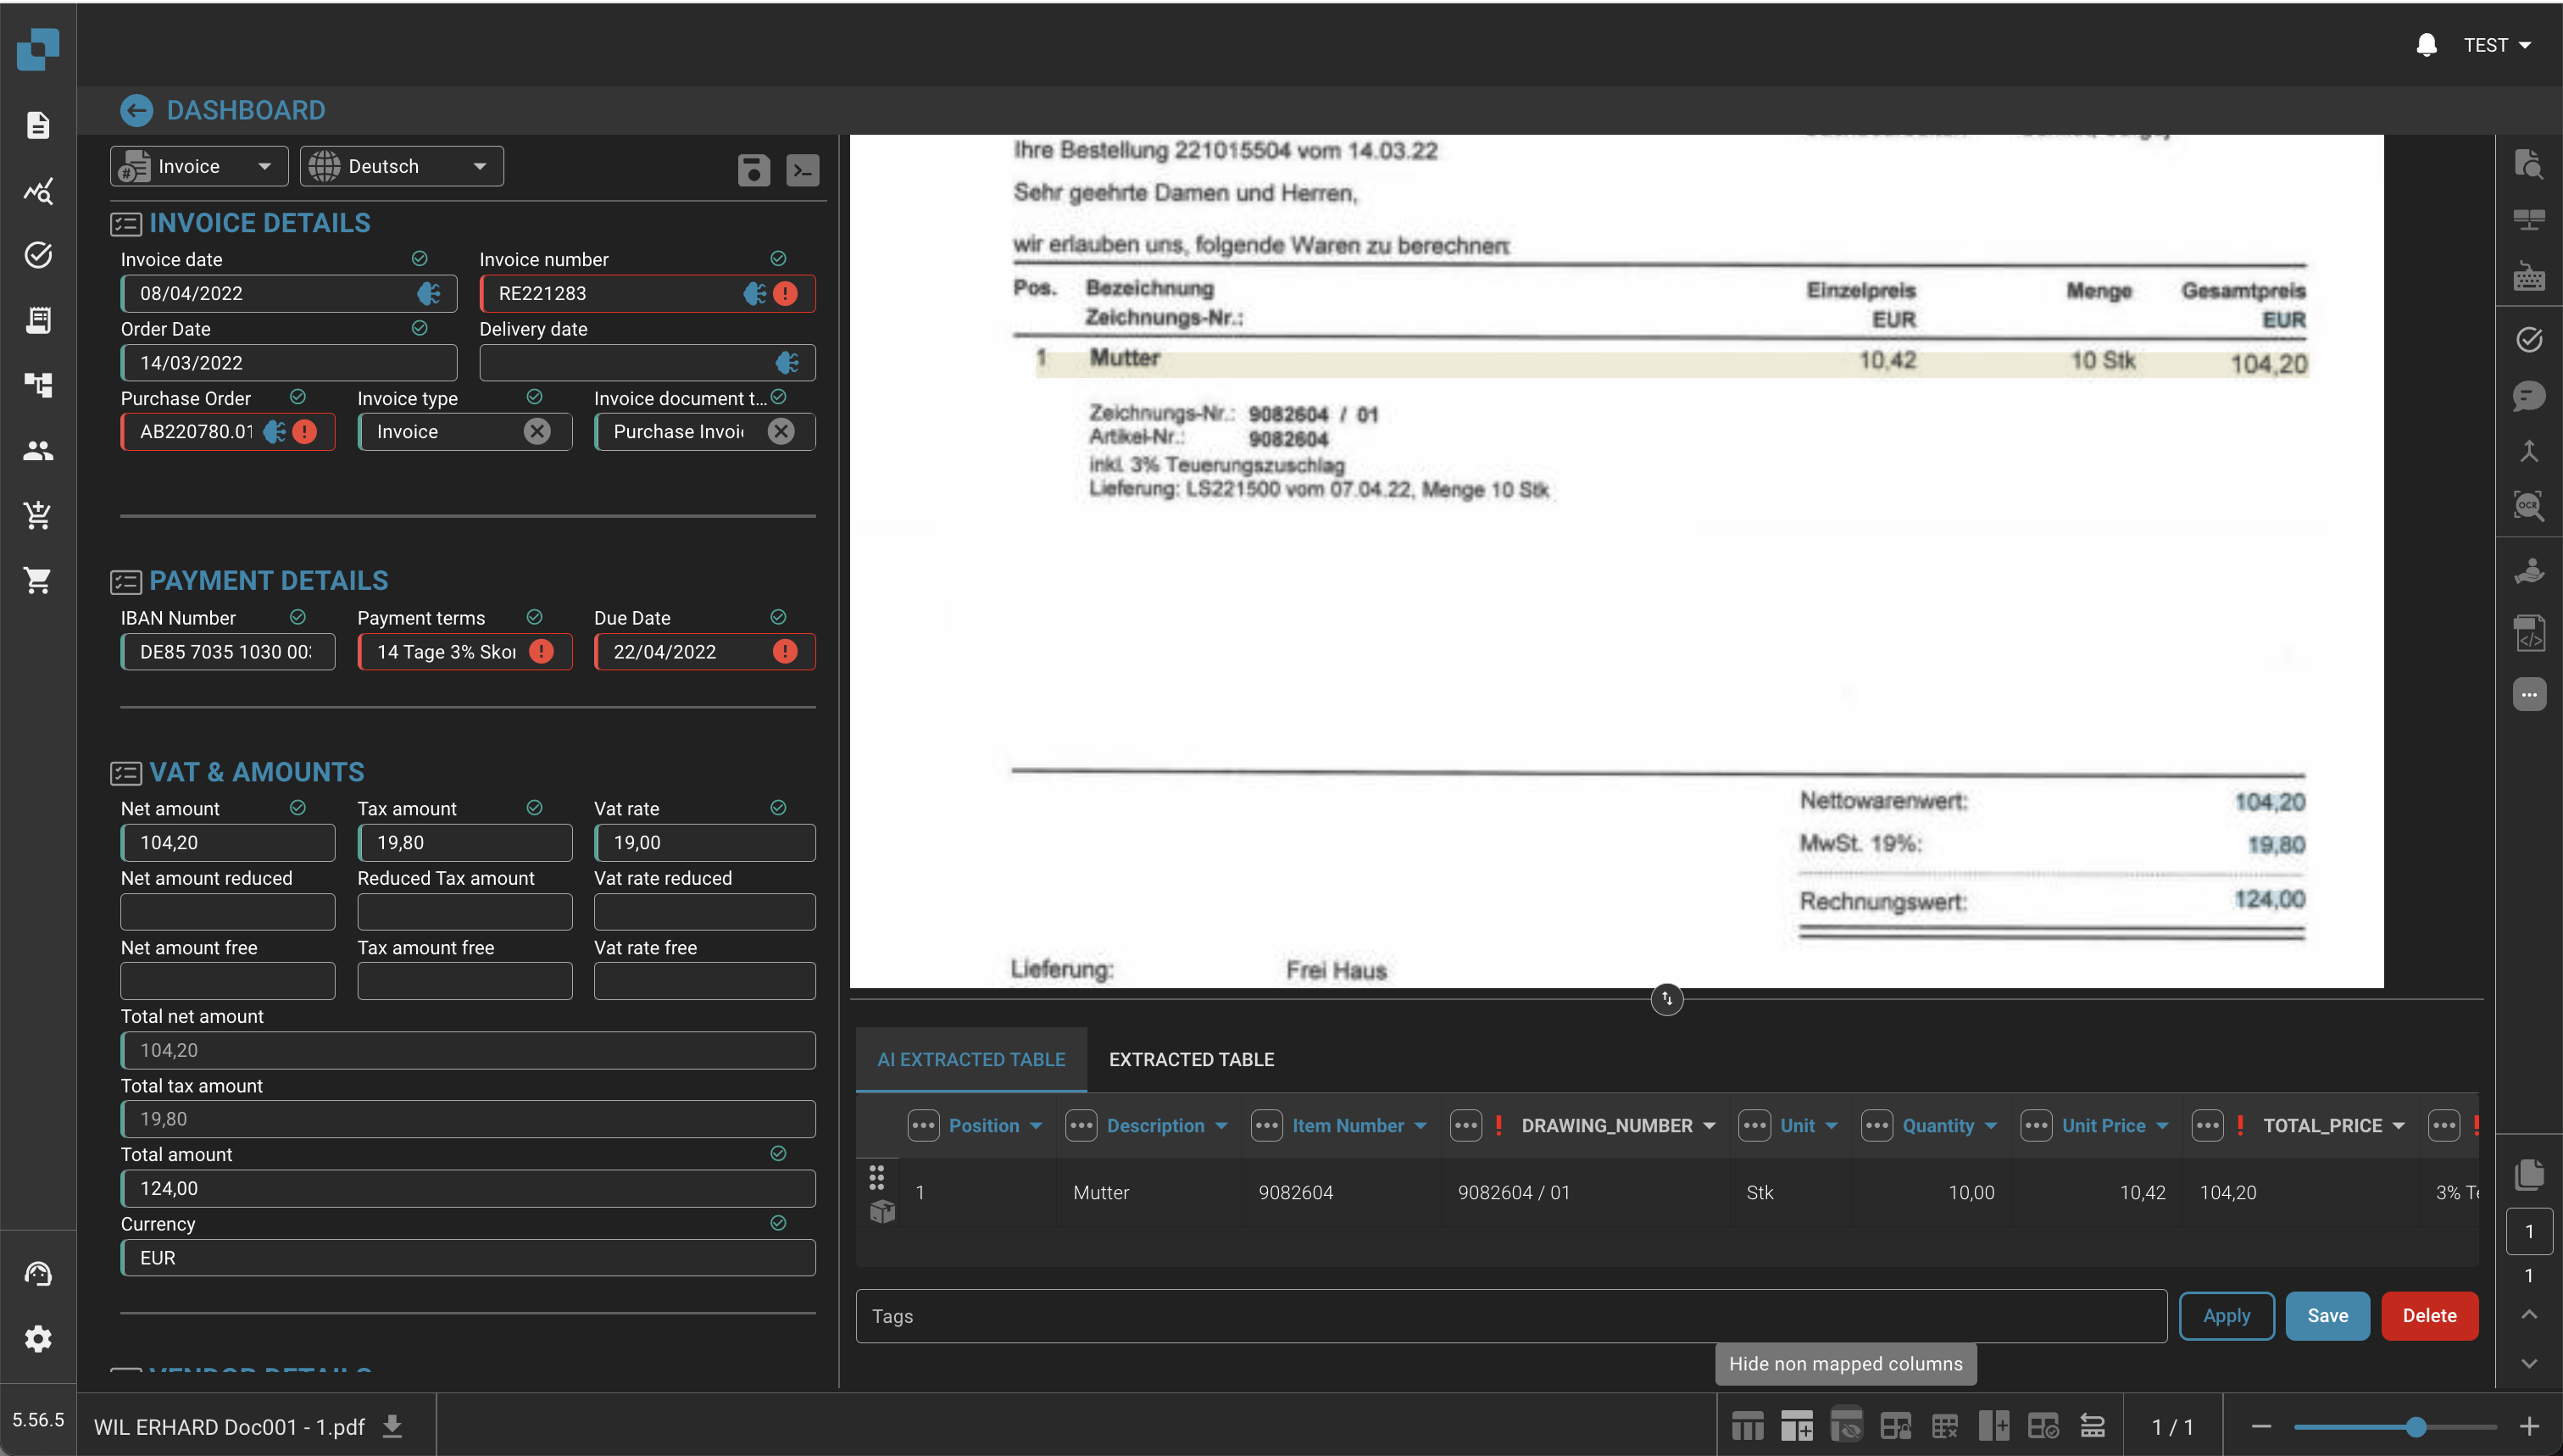 TEST
DASHBOARD
Invoice
Deutsch
INVOICE DETAILS
Invoice date
Invoice number
08/04/2022
RE221283
Order Date
Delivery date
14/03/2022
Purchase Order
Invoice type
Invoice document t...
AB220780.01
Invoice
Purchase Invoi
PAYMENT DETAILS
IBAN Number
Payment terms
Due Date
DE85 7035 1030 00
14 Tage 3% Sko
22/04/2022
VAT & AMOUNTS
Net amount
Tax amount
Vat rate
104,20
19,80
19,00
Net amount reduced
Reduced Tax amount
Vat rate reduced
Net amount free
Tax amount free
Vat rate free
Total net amount
104,20
Total tax amount
19,80
Total amount
124,00
Currency
EUR
VENDOR DETAILS
5.56.5
WIL ERHARD Doc001 - 1.pdf
Ihre Bestellung 221015504 vom 14.03.22
Sehr geehrte Damen und Herren,
wir erlauben uns, folgende Waren zu berechnen:
Pos. Bezeichnung Einzelpreis Menge Gesamtpreis
Zeichnungs-Nr.: EUR EUR
1 Mutter 10,42 10 Stk 104,20
Zeichnungs-Nr.: 9082604 / 01
Artikel-Nr.: 9082604
inkl. 3% Teuerungszuschlag
Lieferung: LS221500 vom 07.04.22, Menge 10 Stk
Nettowarenwert: 104,20
MwSt. 19%: 19,80
Rechnungswert: 124,00
Lieferung: Frei Haus
AI EXTRACTED TABLE
EXTRACTED TABLE
Position Description Item Number DRAWING_NUMBER Unit Quantity Unit Price TOTAL_PRICE
1 Mutter 9082604 9082604 / 01 Stk 10,00 10,42 104,20 3% Te
Tags
Apply
Save
Delete
Hide non mapped columns
1 / 1
OCR
1
1